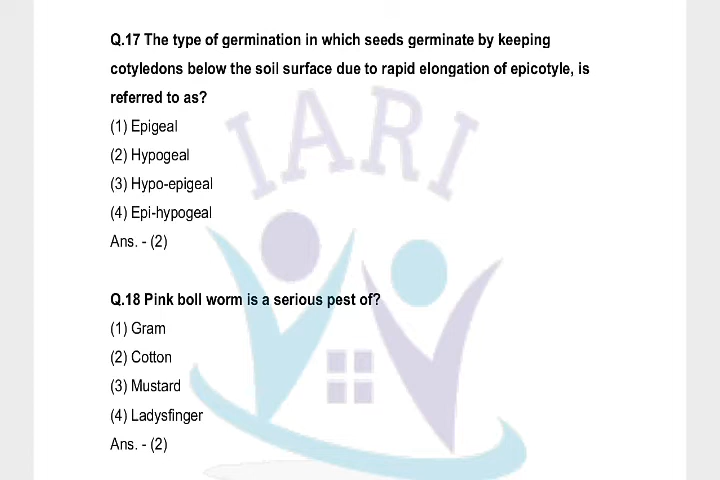 Q.17 The type of germination in which seeds germinate by keeping
cotyledons below the soil surface due to rapid elongation of epicotyle, is
referred to as?
(1) Epigeal
(2) Hypogeal
(3) Hypo-epigeal
(4) Epi-hypogeal
Ans. - (2)
Q.18 Pink boll worm is a serious pest of?
(1) Gram
(2) Cotton
(3) Mustard
(4) Ladysfinger
Ans. - (2)
IARI